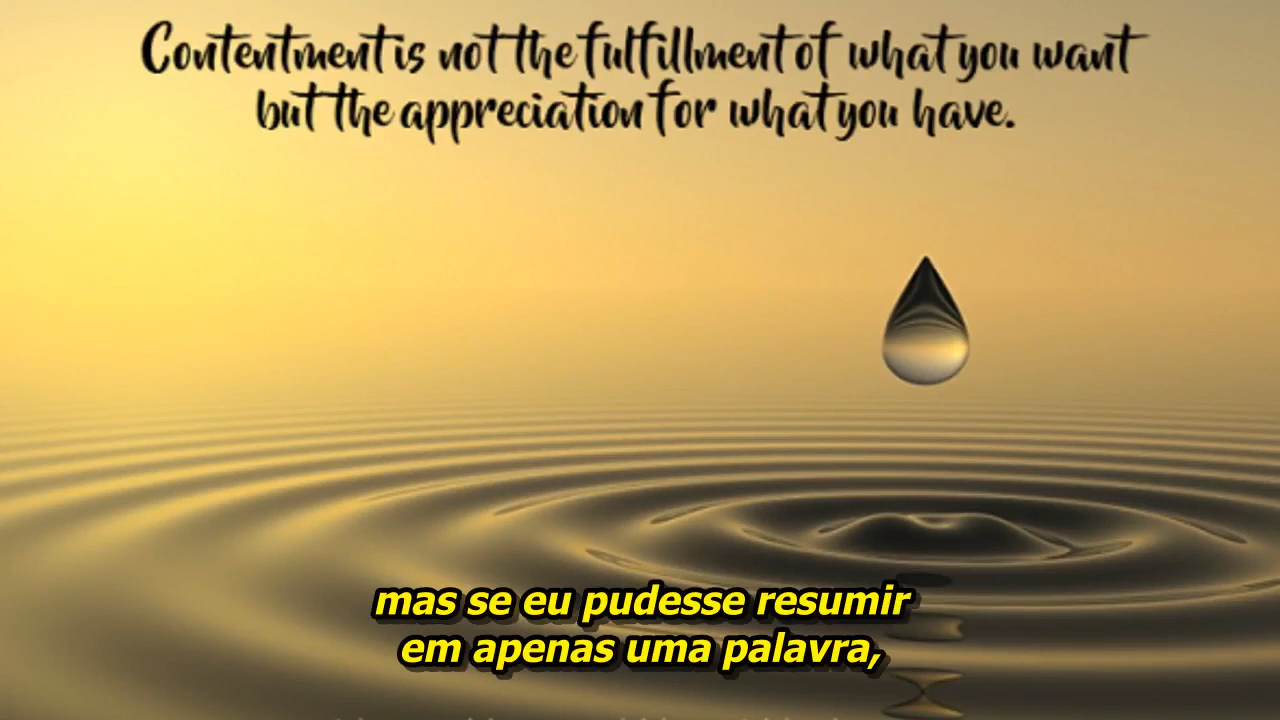 Contentment is not the fulfillment of what you want
but the appreciation for what you have.
mas se eu pudesse resumir
em apenas uma palavra,